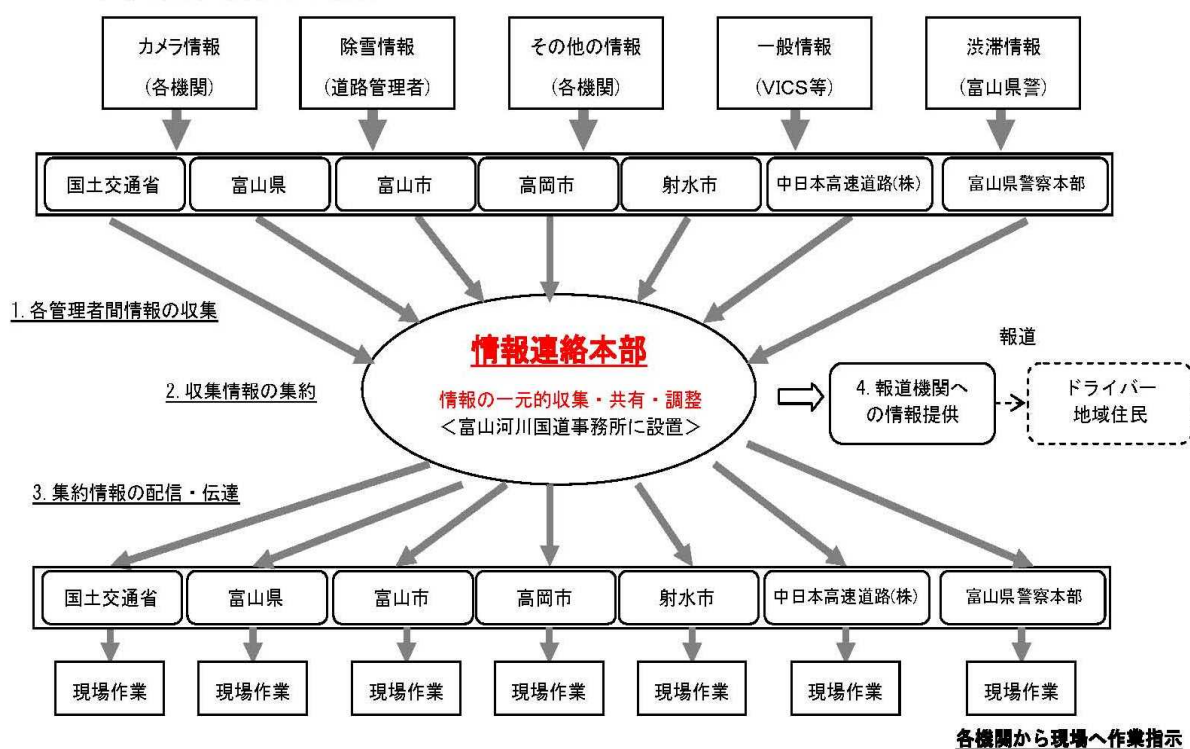 カメラ情報
(各機関)
除雪情報
(道路管理者)
その他の情報
(各機関)
一般情報
(VICS等)
渋滞情報
(富山県警)
国土交通省
富山県
富山市
高岡市
射水市
中日本高速道路(株)
富山県警察本部
1. 各管理者間情報の収集
情報連絡本部
2. 収集情報の集約
情報の一元的収集・共有・調整
<富山河川国道事務所に設置>
4. 報道機関へ
の情報提供
報道
ドライバー
地域住民
3. 集約情報の配信・伝達
国土交通省
富山県
富山市
高岡市
射水市
中日本高速道路(株)
富山県警察本部
現場作業
現場作業
現場作業
現場作業
現場作業
現場作業
現場作業
各機関から現場へ作業指示